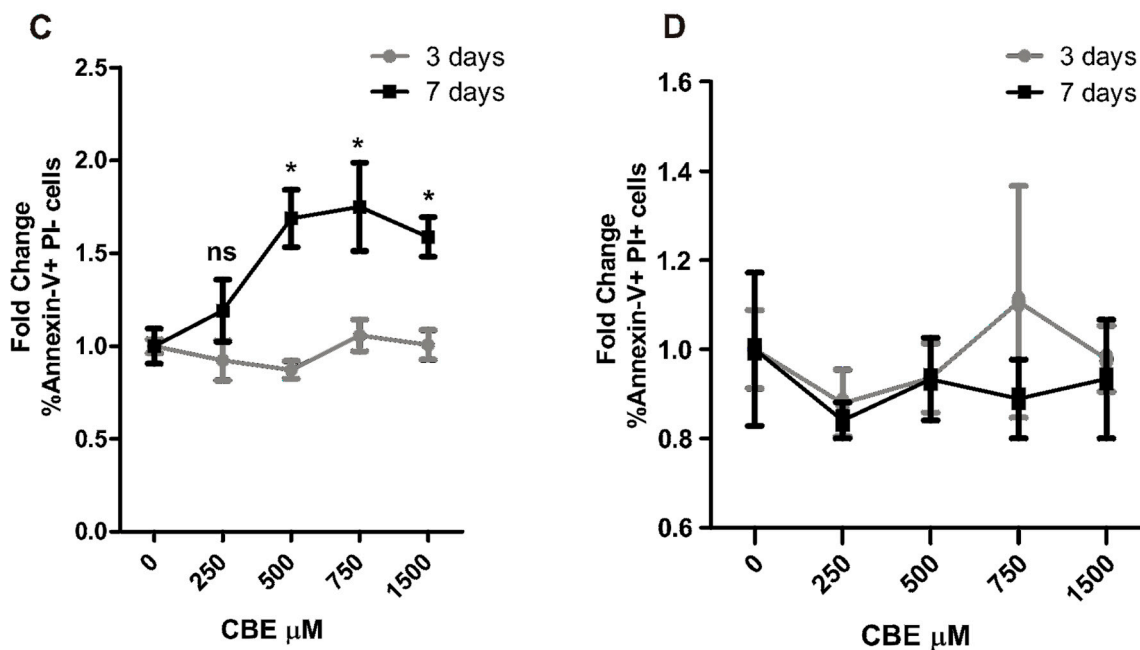 C
3 days
7 days
Fold Change
%Annexin-V+ PI- cells
2.5
2.0
1.5
1.0
0.5
0.0
ns
*
*
*
0
250
500
750
1500
CBE μM
D
3 days
7 days
Fold Change
%Annexin-V+ PI+ cells
1.6
1.4
1.2
1.0
0.8
0.6
0
250
500
750
1500
CBE μM